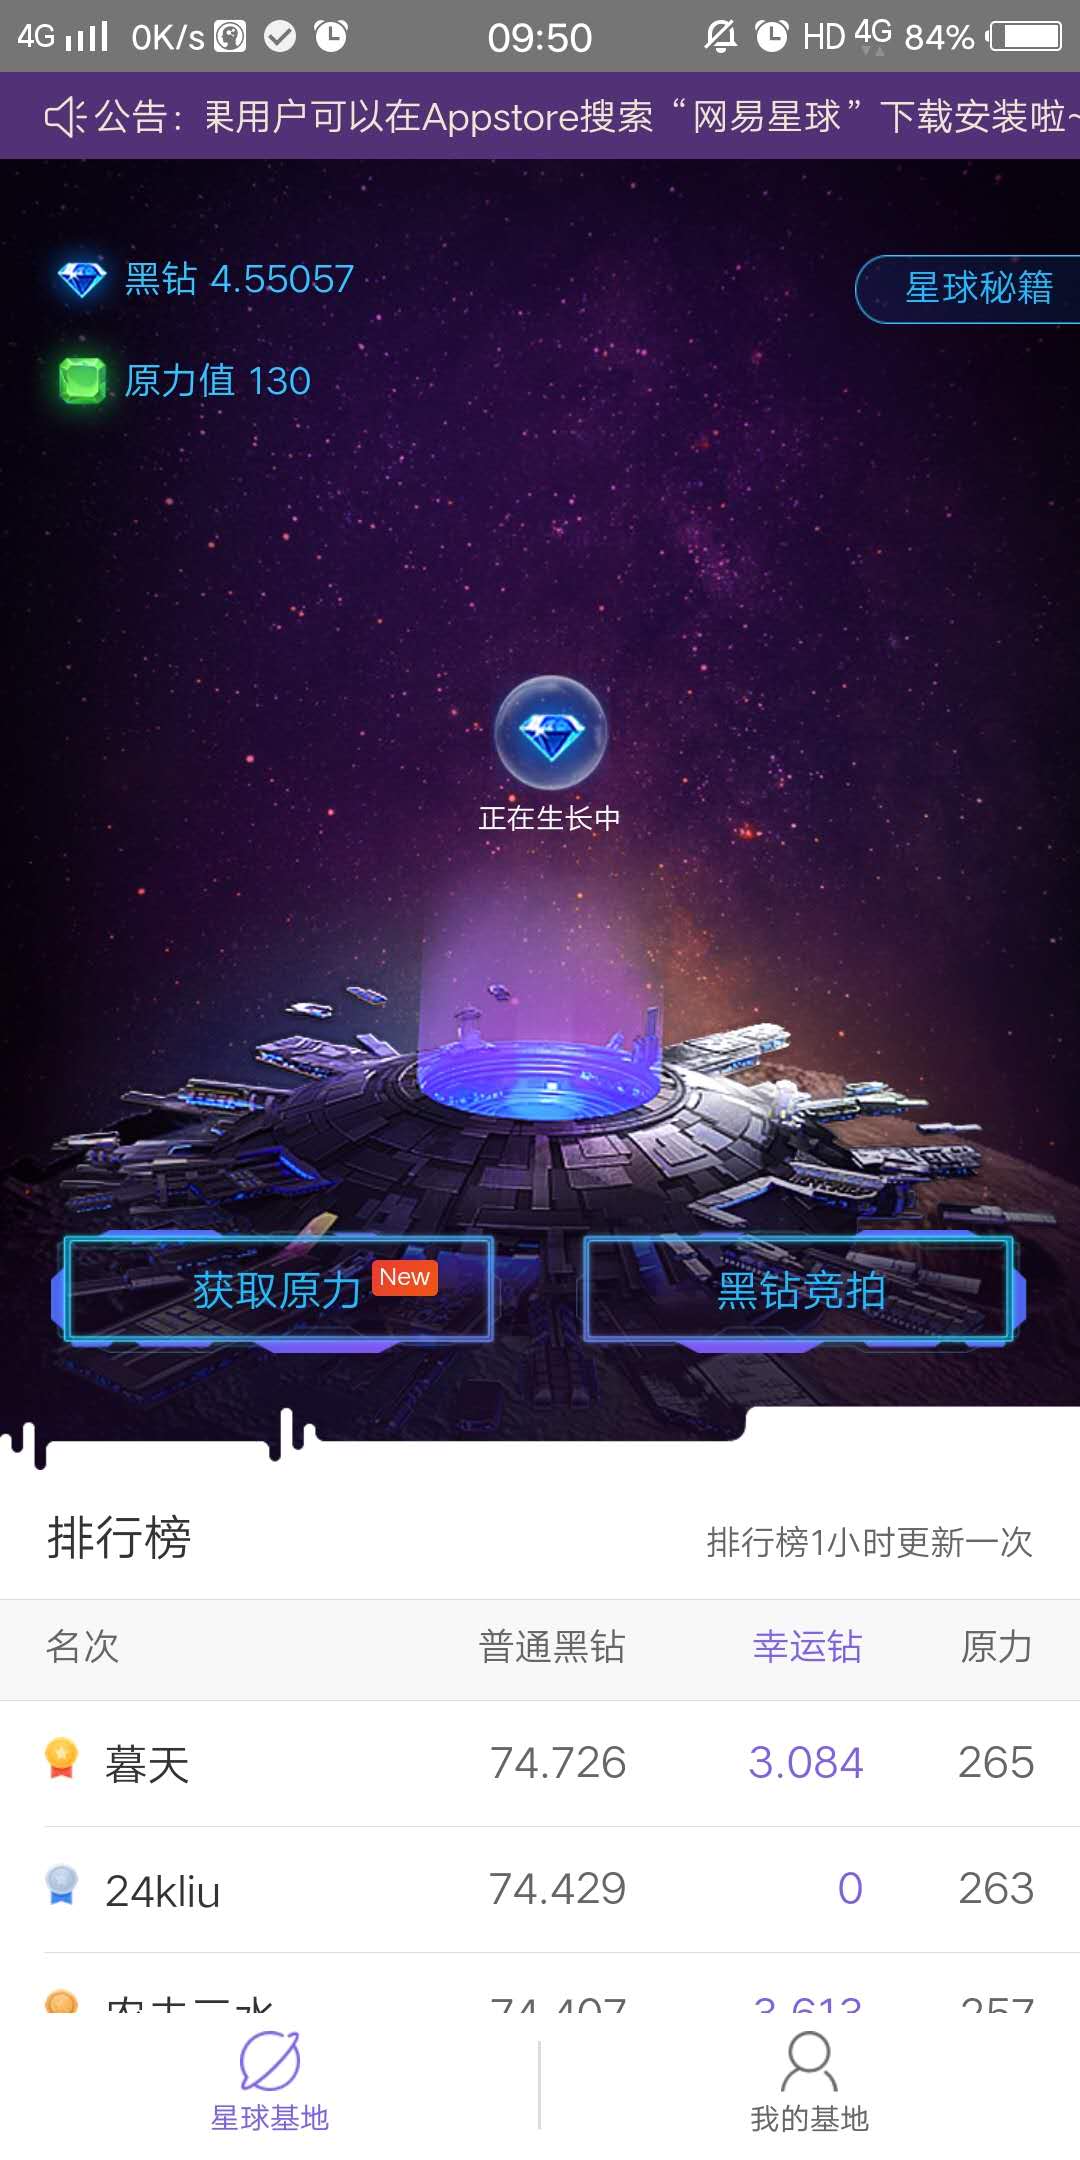 4G 0K/s 09:50 HD 4G 84%
公告：果用户可以在Appstore搜索“网易星球”下载安装啦~
黑钻 4.55057
星球秘籍
原力值 130
正在生长中
获取原力 New
黑钻竞拍
排行榜
排行榜1小时更新一次
名次 普通黑钻 幸运钻 原力
暮天 74.726 3.084 265
24kliu 74.429 0 263
74.407 3.613 257
星球基地
我的基地